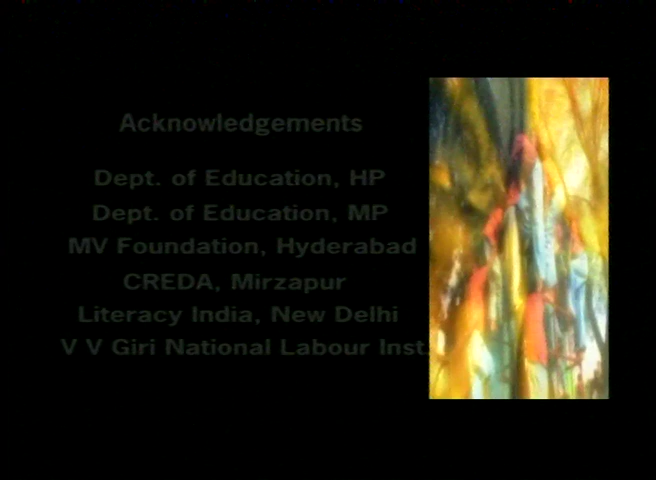 Acknowledgements
Dept. of Education, HP
Dept. of Education, MP
MV Foundation, Hyderabad
CREDA, Mirzapur
Literacy India, New Delhi
V V Giri National Labour Inst.